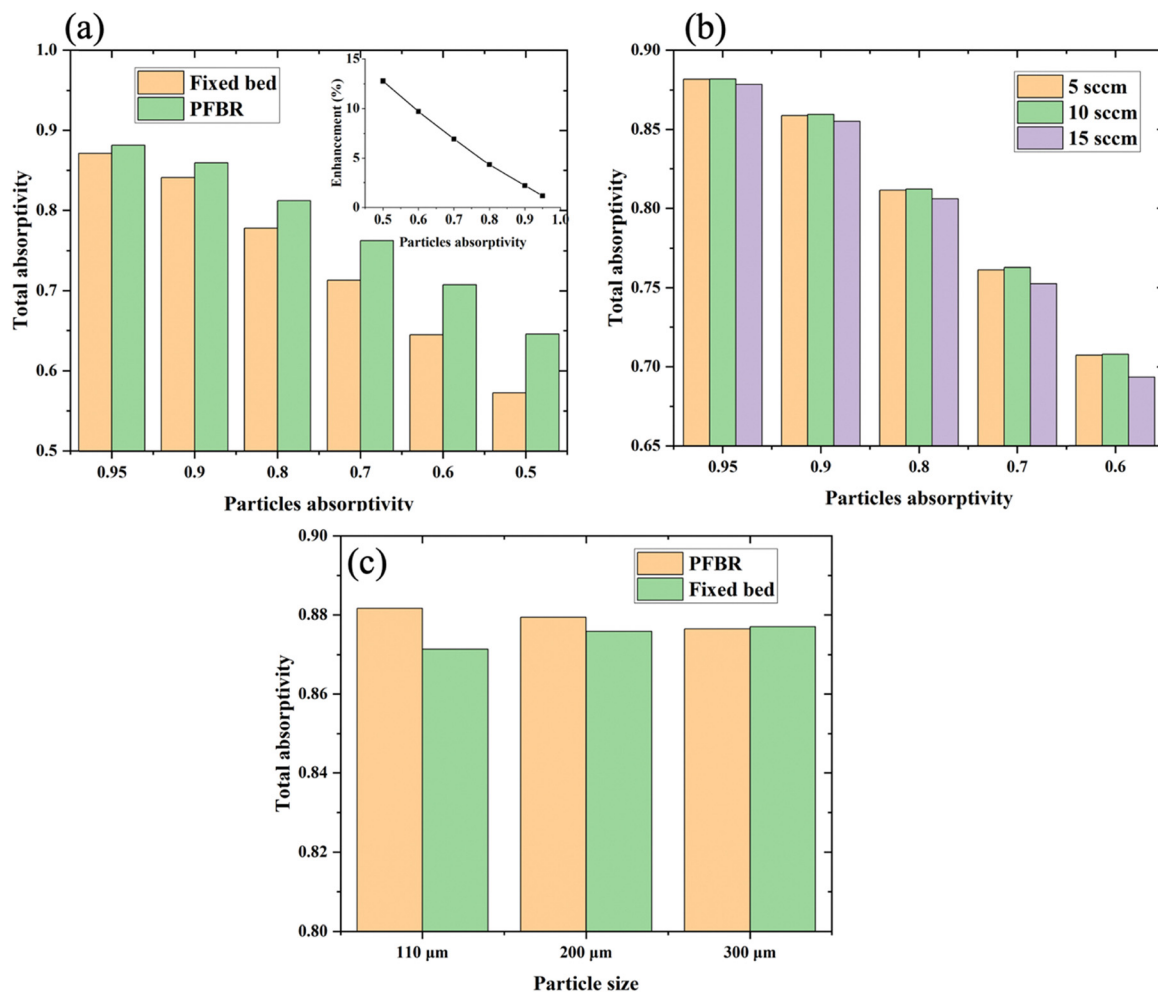 (a)
Fixed bed
PFBR
Enhancement (%)
15
10
5
0
0.5 0.6 0.7 0.8 0.9 1.0
Particles absorptivity
Total absorptivity
1.0
0.9
0.8
0.7
0.6
0.5
0.95 0.9 0.8 0.7 0.6 0.5
Particles absorptivity
(b)
5 sccm
10 sccm
15 sccm
Total absorptivity
0.90
0.85
0.80
0.75
0.70
0.65
0.95 0.9 0.8 0.7 0.6
Particles absorptivity
(c)
PFBR
Fixed bed
Total absorptivity
0.90
0.88
0.86
0.84
0.82
0.80
110 μm 200 μm 300 μm
Particle size